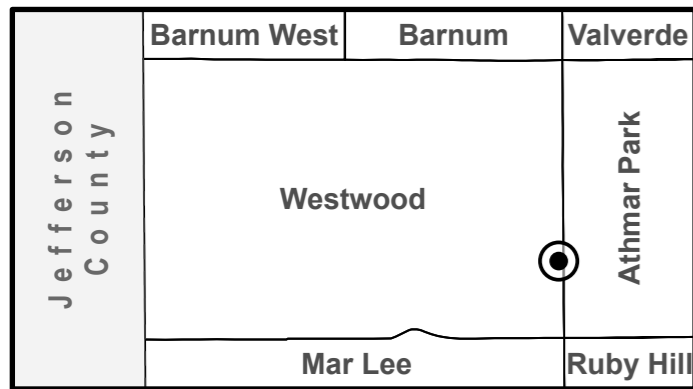 Barnum West
Barnum
Valverde
Jefferson
County
Westwood
Athmar Park
Mar Lee
Ruby Hill